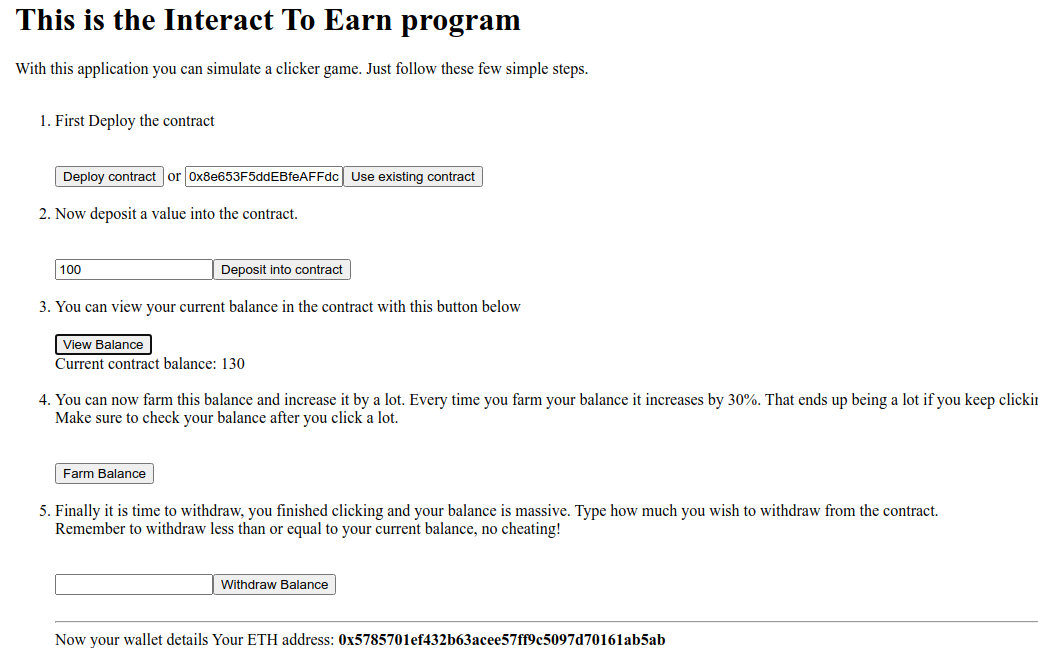 This is the Interact To Earn program
With this application you can simulate a clicker game. Just follow these few simple steps.
1. First Deploy the contract
Deploy contract or 0x8e653F5ddEBfeAFFdc Use existing contract
2. Now deposit a value into the contract.
100 Deposit into contract
3. You can view your current balance in the contract with this button below
View Balance
Current contract balance: 130
4. You can now farm this balance and increase it by a lot. Every time you farm your balance it increases by 30%. That ends up being a lot if you keep
Make sure to check your balance after you click a lot.
Farm Balance
5. Finally it is time to withdraw, you finished clicking and your balance is massive. Type how much you wish to withdraw from the contract.
Remember to withdraw less than or equal to your current balance, no cheating!
Withdraw Balance
Now your wallet details Your ETH address: 0x5785701ef432b63acee57ff9c5097d70161ab5ab